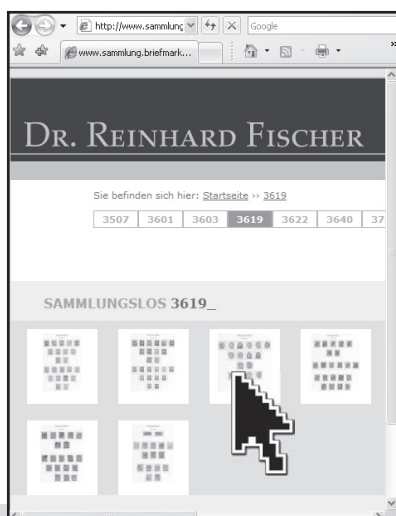 http://www.sammlung
Google
www.sammlung.briefmark...
DR. REINHARD FISCHER
Sie befinden sich hier: Startseite ›› 3619
3507 3601 3603 3619 3622 3640 37
SAMMLUNGSLOS 3619_